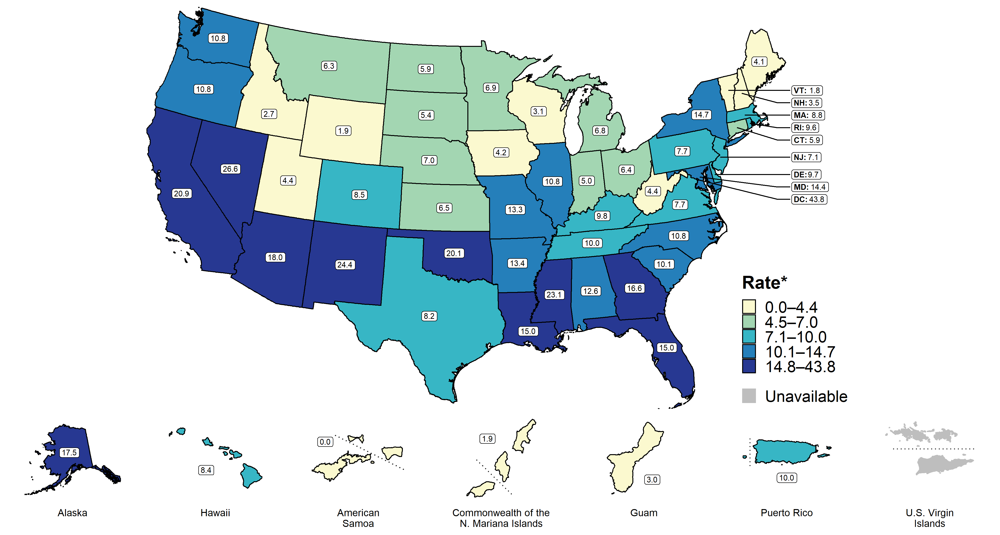 10.8
6.3
5.9
4.1
10.8
6.9
VT: 1.8
NH: 3.5
2.7
5.4
3.1
14.7
MA: 8.8
1.9
6.8
RI: 9.6
CT: 5.9
4.2
7.7
NJ: 7.1
7.0
26.6
4.4
6.4
DE: 9.7
20.9
8.5
10.8
5.0
4.4
MD: 14.4
DC: 43.8
6.5
13.3
9.8
7.7
10.0
10.8
18.0
24.4
20.1
13.4
10.1
8.2
15.0
23.1
12.6
16.6
15.0
Rate*
0.0–4.4
4.5–7.0
7.1–10.0
10.1–14.7
14.8–43.8
Unavailable
17.5
8.4
0.0
1.9
3.0
10.0
Alaska
Hawaii
American
Samoa
Commonwealth of the
N. Mariana Islands
Guam
Puerto Rico
U.S. Virgin
Islands